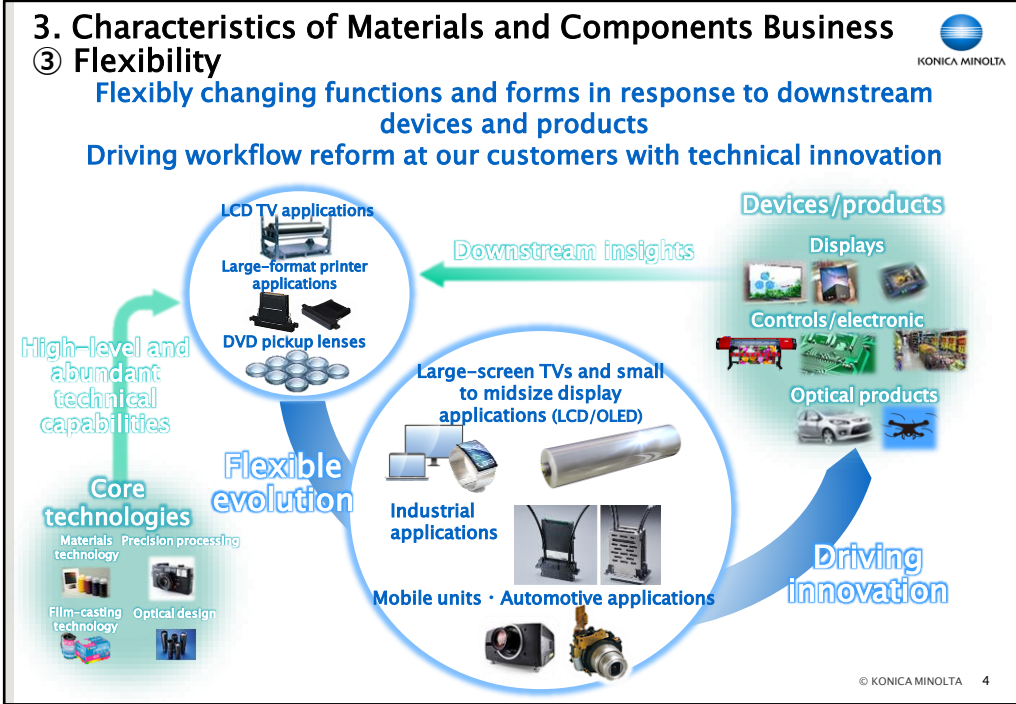 3. Characteristics of Materials and Components Business
③ Flexibility
KONICA MINOLTA
Flexibly changing functions and forms in response to downstream
devices and products
Driving workflow reform at our customers with technical innovation
LCD TV applications
Large-format printer
applications
DVD pickup lenses
Downstream insights
Devices/products
Displays
Controls/electronic
Optical products
High-level and
abundant
technical
capabilities
Large-screen TVs and small
to midsize display
applications (LCD/OLED)
Flexible
evolution
Industrial
applications
Core
technologies
Materials
technology
Precision processing
Film-casting
technology
Optical design
Mobile units・Automotive applications
Driving
innovation
© KONICA MINOLTA 4